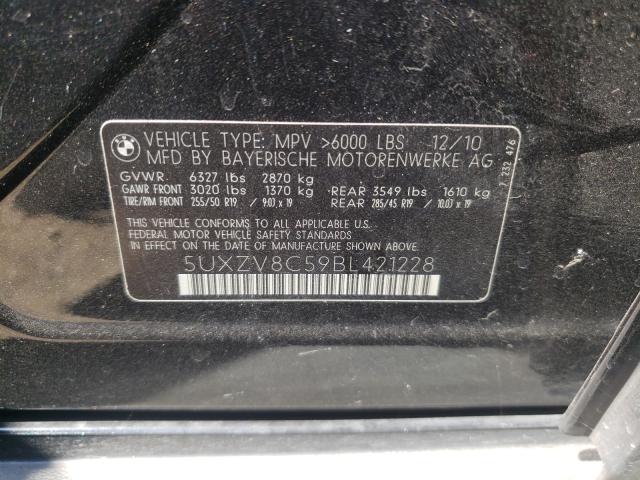 VEHICLE TYPE: MPV >6000 LBS 12/10
MFD BY BAYERISCHE MOTORENWERKE AG
GVWR. 6327 lbs 2870 kg
GAWR FRONT 3020 lbs 1370 kg REAR 3549 lbs 1610 kg
TIRE/RIM FRONT 255/50 R19 / 9.0J x 19 REAR 285/45 R19 / 10.0J x 19
THIS VEHICLE CONFORMS TO ALL APPLICABLE U.S.
FEDERAL MOTOR VEHICLE SAFETY STANDARDS
IN EFFECT ON THE DATE OF MANUFACTURE SHOWN ABOVE.
5UXZV8C59BL421228
7 232 476